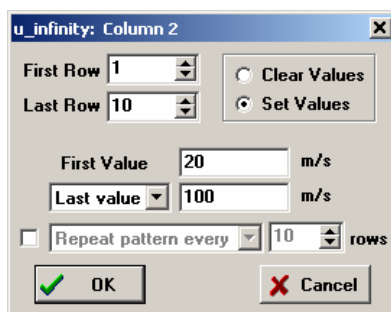 u_infinity: Column 2
First Row 1
Clear Values
Last Row 10
Set Values
First Value 20 m/s
Last value 100 m/s
Repeat pattern every 10 rows
OK Cancel